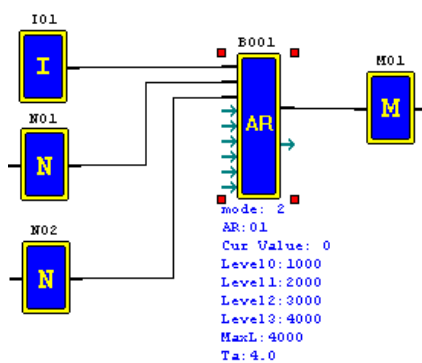 I01
I
B001
M01
N01
AR
M
N
N02
N
mode: 2
AR:01
Cur Value: 0
Level0:1000
Level1:2000
Level2:3000
Level3:4000
MaxL:4000
Ta:4.0